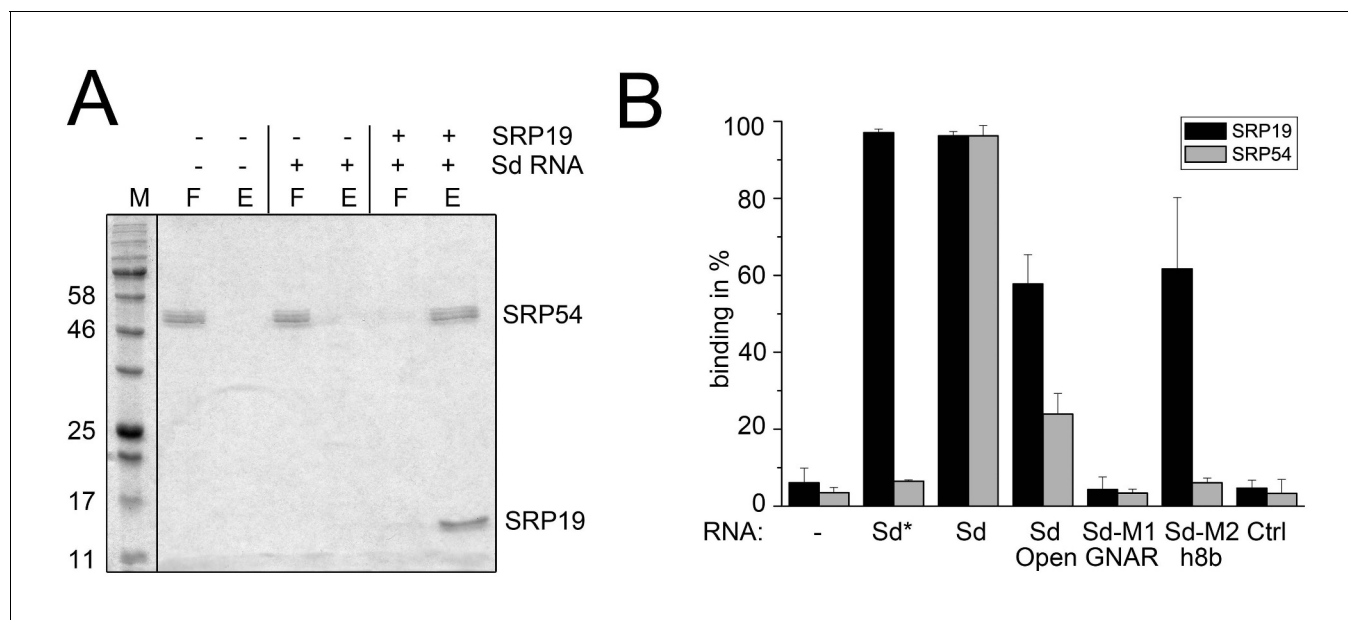 A
- - - - + + SRP19
- - + + + + Sd RNA
M F E F E F E
58
46
25
17
11
SRP54
SRP19
B
SRP19
SRP54
binding in %
100
80
60
40
20
0
RNA: - Sd* Sd Sd Sd-M1 Sd-M2 Ctrl
Open GNAR h8b